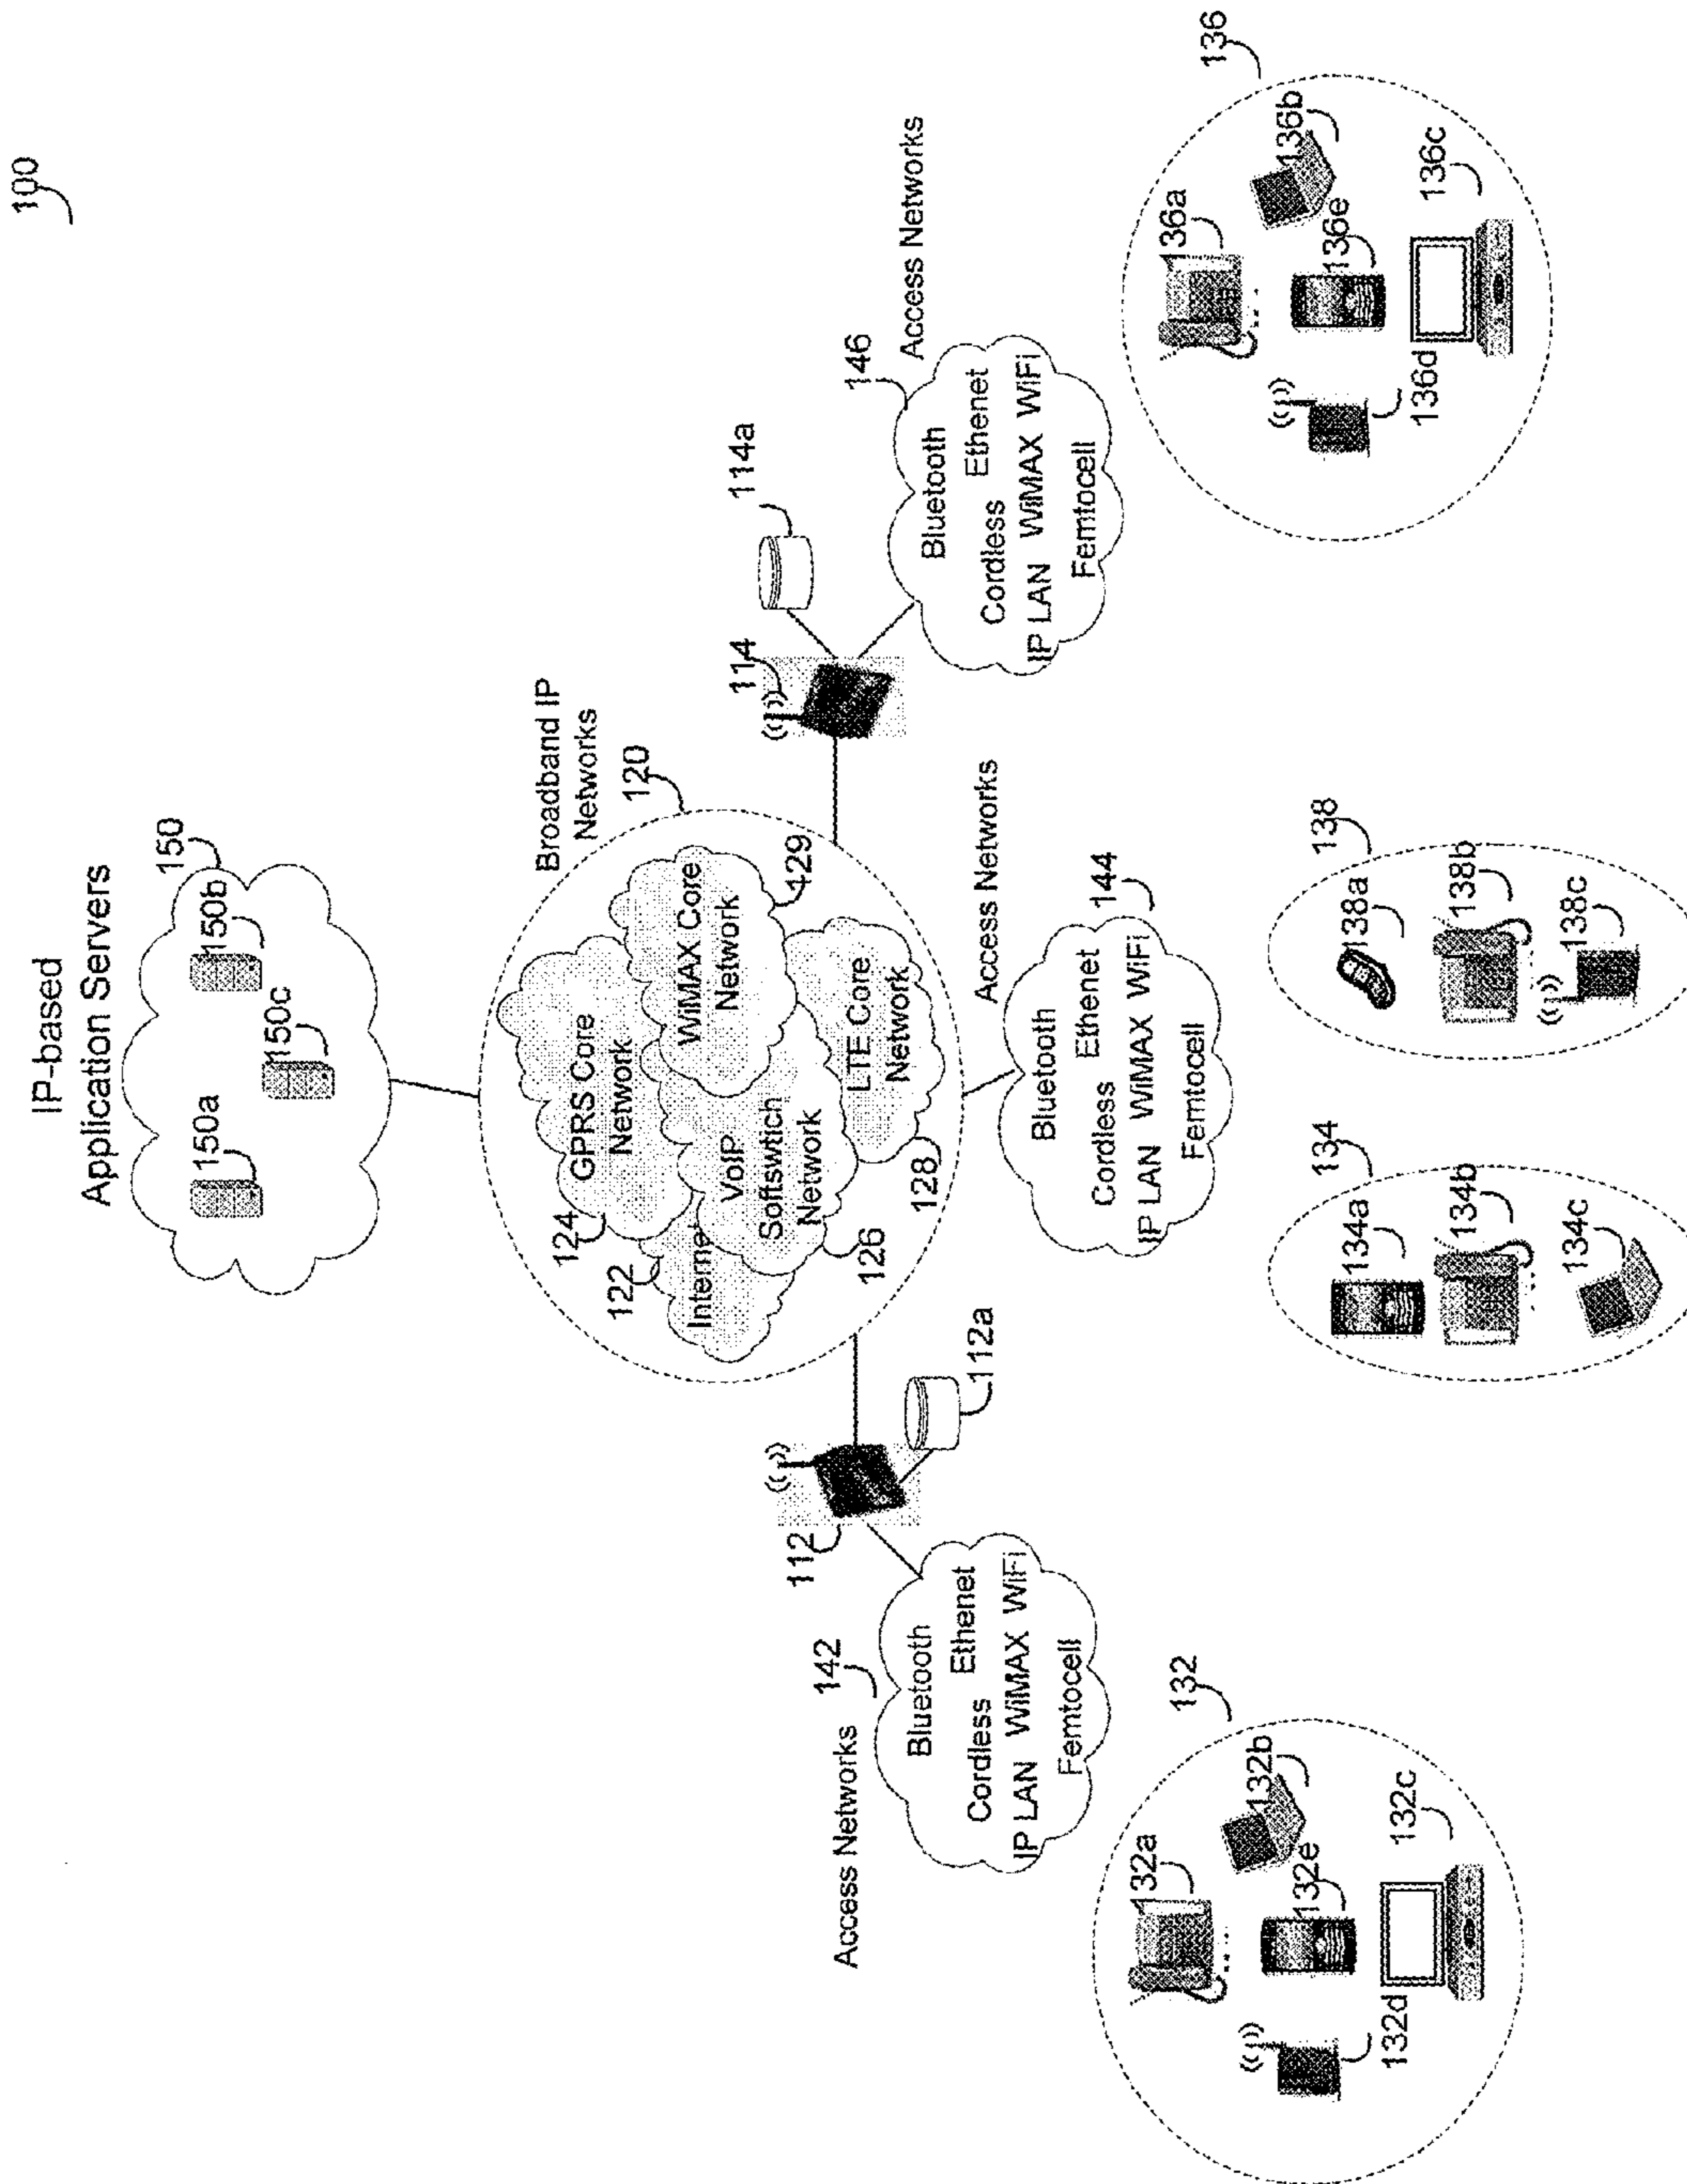 100
IP-based
Application Servers
150
150a
150b
150c
Broadband IP
Networks
120
GPRS Core
Network
124
WiMAX Core
Network
129
Interne
122
VoIP
Softswtich
Network
126
LTE Core
Network
128
112
112a
114
114a
Access Networks
142
Bluetooth
Cordless Ethenet
IP LAN WiMAX WiFi
Femtocell
Access Networks
144
Bluetooth
Cordless Ethenet
IP LAN WiMAX WiFi
Femtocell
Access Networks
146
Bluetooth
Cordless Ethenet
IP LAN WiMAX WiFi
Femtocell
132
132a
132b
132e
132d
132c
134
134a
134b
134c
138
138a
138b
138c
136
136a
136b
136e
136d
136c